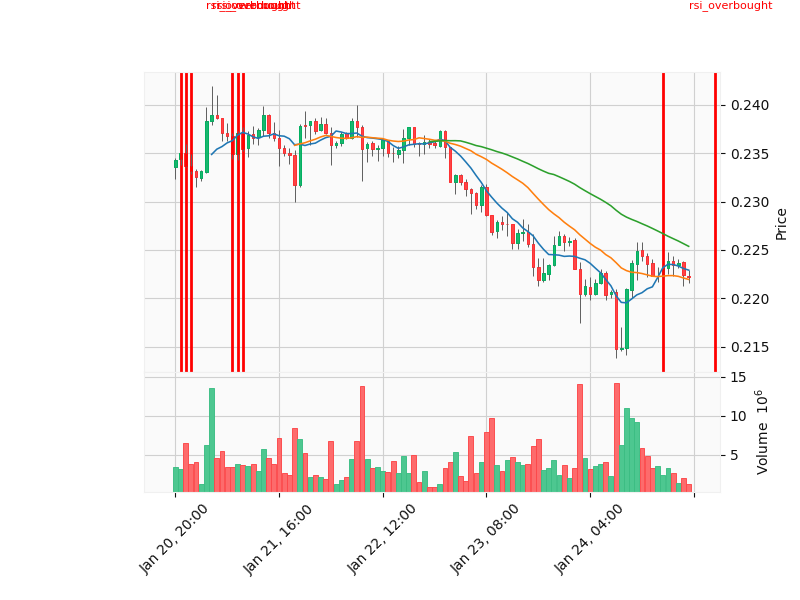 rsi_overbought
0.240
0.235
0.230
0.225
0.220
0.215
Price
15
10
5
Volume 10⁶
Jan 20, 20:00
Jan 21, 16:00
Jan 22, 12:00
Jan 23, 08:00
Jan 24, 04:00